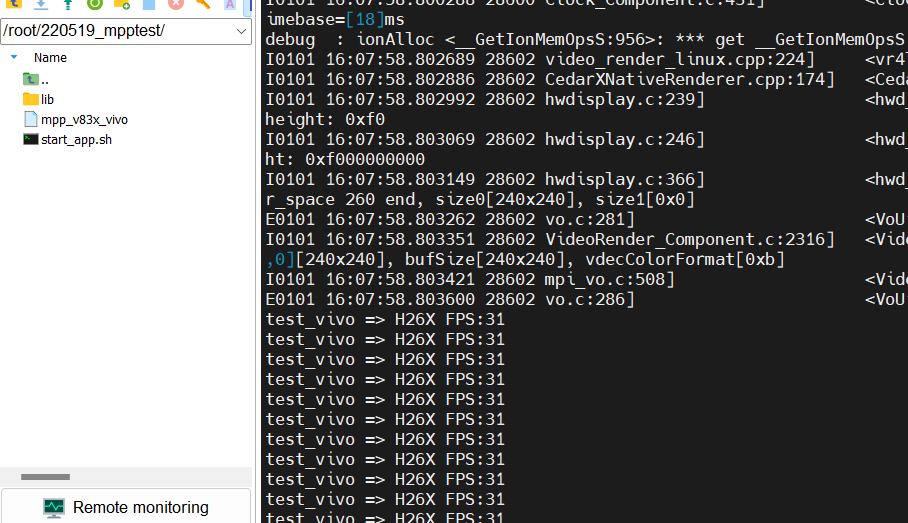 /root/220519_mpptest/
Name
..
lib
mpp_v83x_vivo
start_app.sh
Remote monitoring
imebase=[18]ms
debug  : ionAlloc <__GetIonMemOpsS:956>: *** get __GetIonMemOpsS
I0101 16:07:58.802689 28602 video_render_linux.cpp:224]     <vr4l
I0101 16:07:58.802886 28602 CedarXNativeRenderer.cpp:174]   <Ceda
I0101 16:07:58.802992 28602 hwdisplay.c:239]                <hwd_
height: 0xf0
I0101 16:07:58.803069 28602 hwdisplay.c:246]                <hwd_
ht: 0xf000000000
I0101 16:07:58.803149 28602 hwdisplay.c:366]                <hwd_
r_space 260 end, size0[240x240], size1[0x0]
E0101 16:07:58.803262 28602 vo.c:281]                       <VoU
I0101 16:07:58.803351 28602 VideoRender_Component.c:2316]   <Vide
,0][240x240], bufSize[240x240], vdecColorFormat[0xb]
I0101 16:07:58.803421 28602 mpi_vo.c:508]                   <Vide
E0101 16:07:58.803600 28602 vo.c:286]                       <VoU
test_vivo => H26X FPS:31
test_vivo => H26X FPS:31
test_vivo => H26X FPS:31
test_vivo => H26X FPS:31
test_vivo => H26X FPS:31
test_vivo => H26X FPS:31
test_vivo => H26X FPS:31
test_vivo => H26X FPS:31
test_vivo => H26X FPS:31
test_vivo => H26X FPS:31
test_vivo => H26X FPS:31